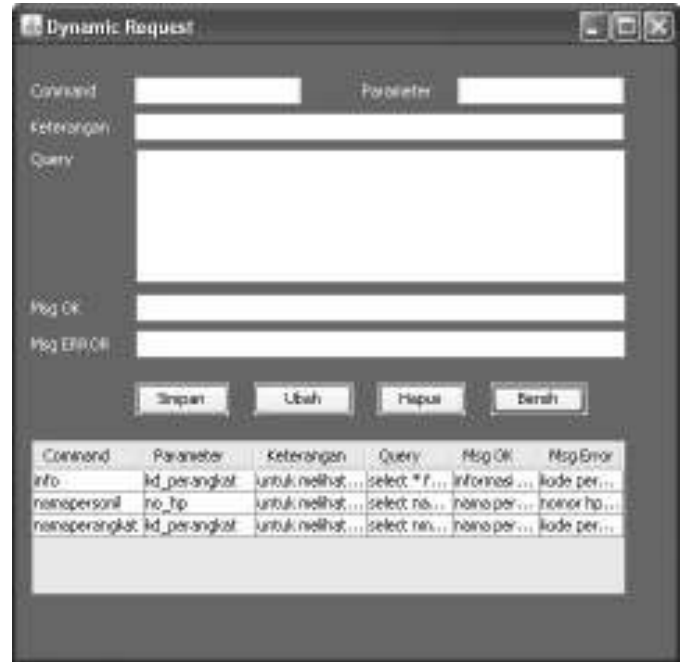 Dynamic Request
Command Parameter
Keterangan
Query
Msg OK
Msg ERROR
Simpan Ubah Hapus Bersih
Command Parameter Keterangan Query Msg OK Msg Error
info kd_perangkat untuk melihat ... select * f... informasi ... kode per...
namapersonil no_hp untuk melihat ... select na... nama per... nomor hp...
namaperangkat kd_perangkat untuk melihat ... select nm... nama per... kode per...